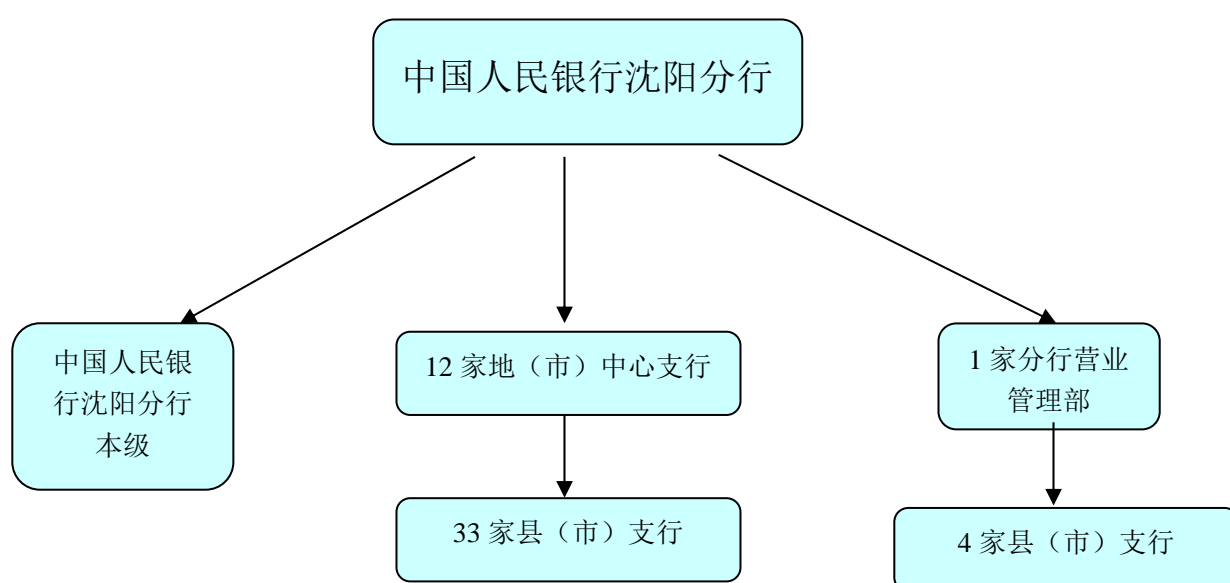 中国人民银行沈阳分行
中国人民银
行沈阳分行
本级
12 家地（市）中心支行
1 家分行营业
管理部
33 家县（市）支行
4 家县（市）支行